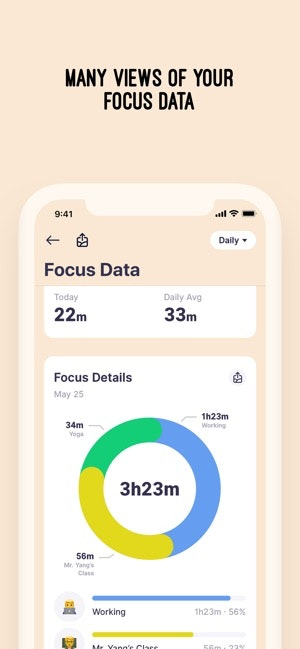 MANY VIEWS OF YOUR
FOCUS DATA
9:41
Daily
Focus Data
Today
Daily Avg
22m
33m
Focus Details
May 25
34m
Yoga
1h23m
Working
3h23m
56m
Mr. Yang's
Class
Working
1h23m · 56%
Mr. Yang's Class
56m · 23%